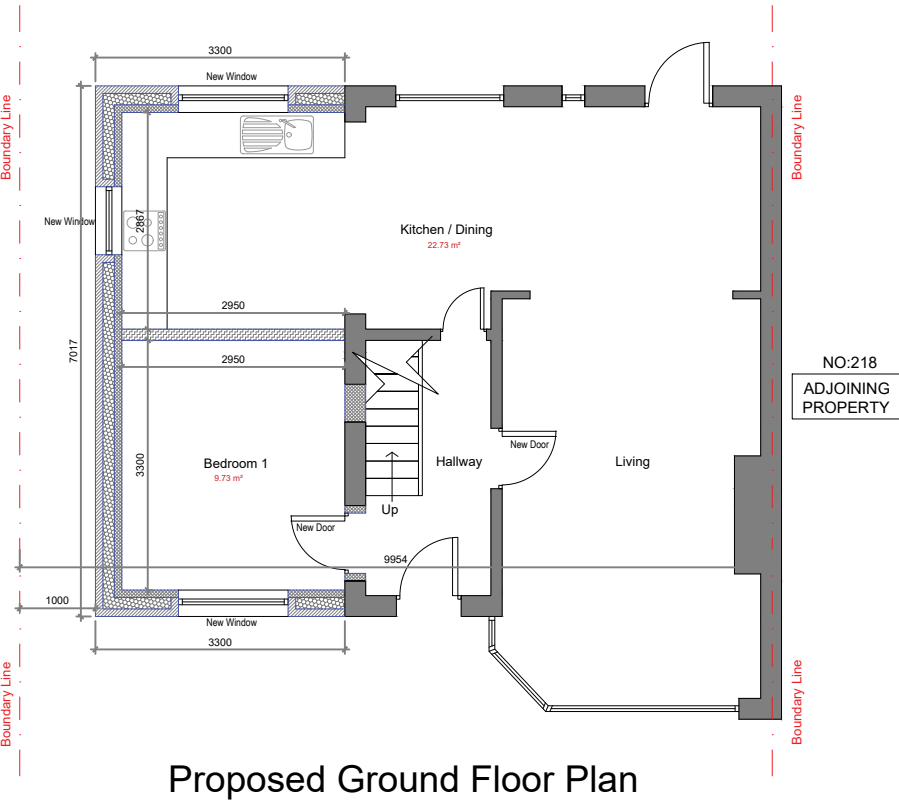 3300
New Window
Boundary Line
Boundary Line
New Window
2867
Kitchen / Dining
22.73 m²
2950
7017
2950
NO:218
ADJOINING
PROPERTY
New Door
Bedroom 1
9.73 m²
3300
Hallway
Living
Up
New Door
9954
1000
New Window
3300
Boundary Line
Boundary Line
Proposed Ground Floor Plan